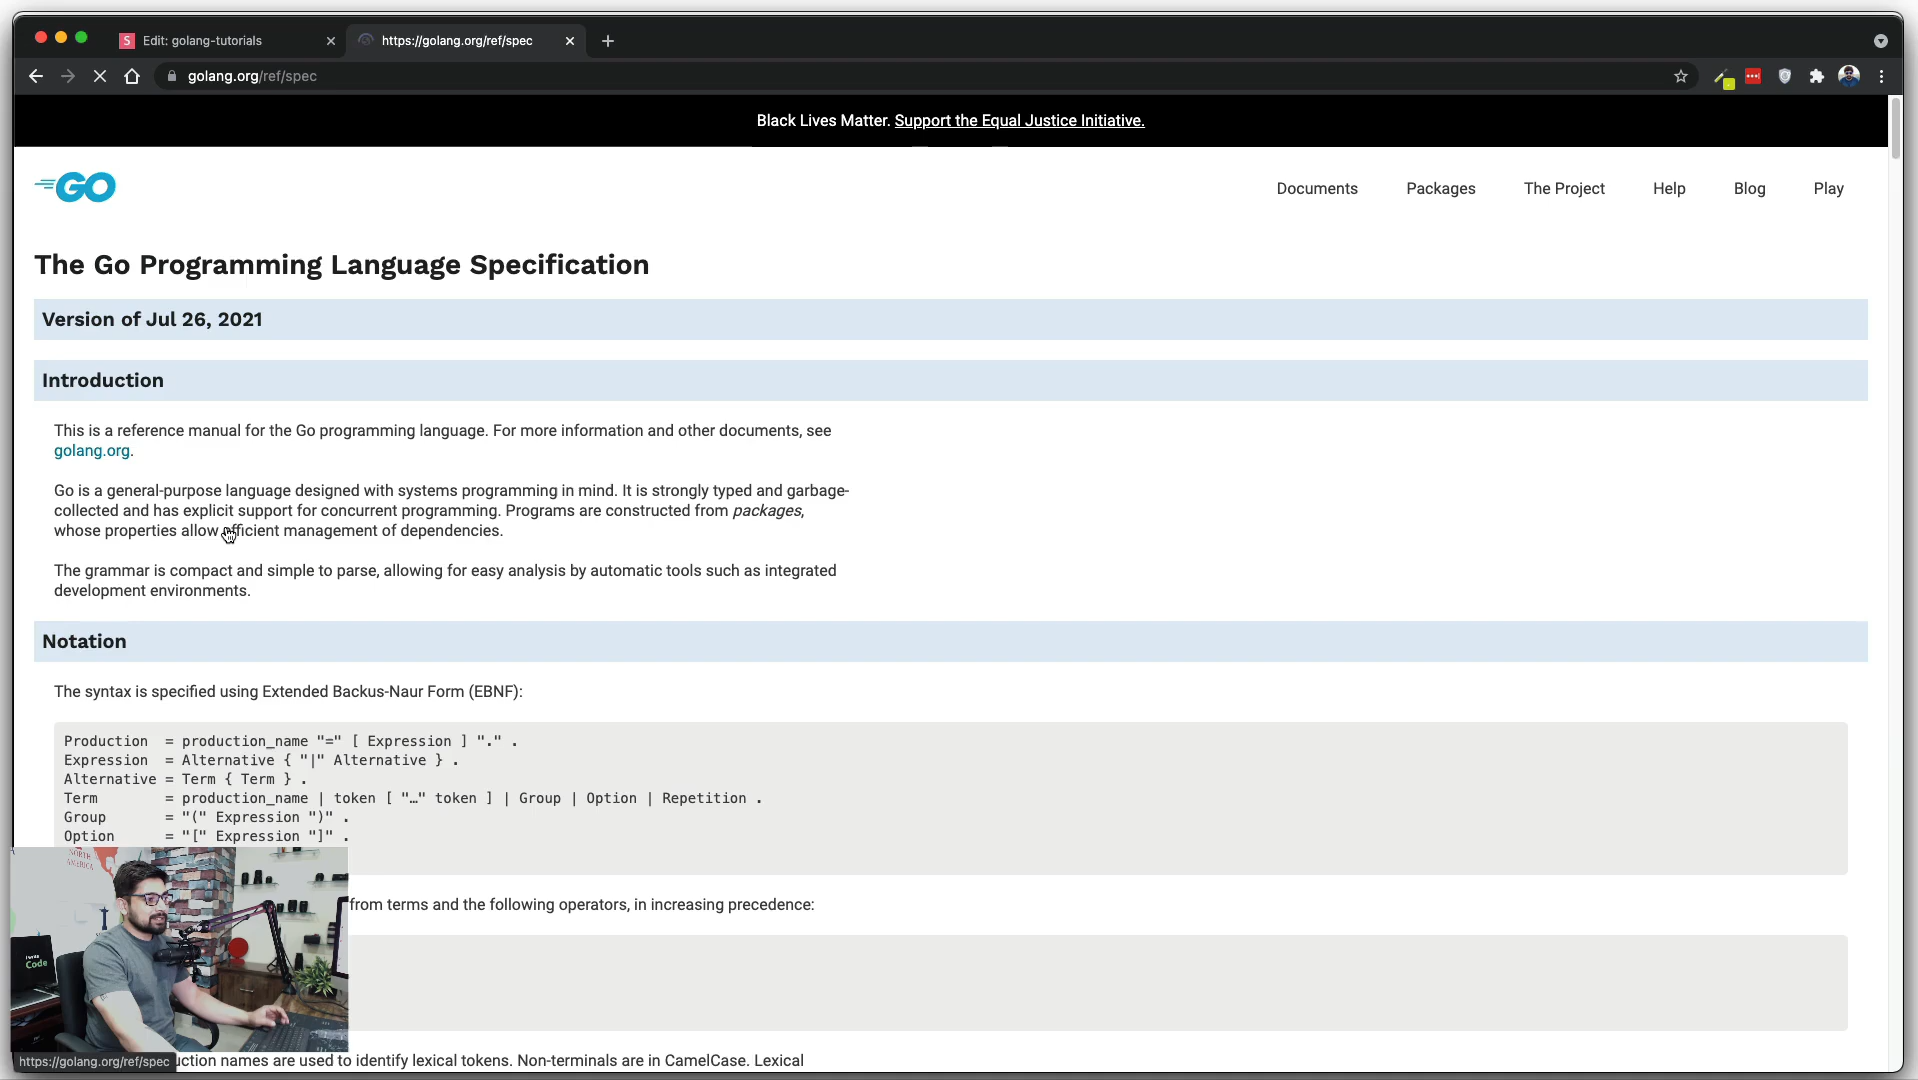 S Edit: golang-tutorials
https://golang.org/ref/spec
golang.org/ref/spec
Black Lives Matter. Support the Equal Justice Initiative.
GO
Documents Packages The Project Help Blog Play
The Go Programming Language Specification
Version of Jul 26, 2021
Introduction
This is a reference manual for the Go programming language. For more information and other documents, see
golang.org.
Go is a general-purpose language designed with systems programming in mind. It is strongly typed and garbage-
collected and has explicit support for concurrent programming. Programs are constructed from packages,
whose properties allow efficient management of dependencies.
The grammar is compact and simple to parse, allowing for easy analysis by automatic tools such as integrated
development environments.
Notation
The syntax is specified using Extended Backus-Naur Form (EBNF):
Production = production_name "=" [ Expression ] "." .
Expression = Alternative { "|" Alternative } .
Alternative = Term { Term } .
Term = production_name | token [ "…" token ] | Group | Option | Repetition .
Group = "(" Expression ")" .
Option = "[" Expression "]" .
NORTH
AMERICA
from terms and the following operators, in increasing precedence:
I write
Code
https://golang.org/ref/spec
uction names are used to identify lexical tokens. Non-terminals are in CamelCase. Lexical